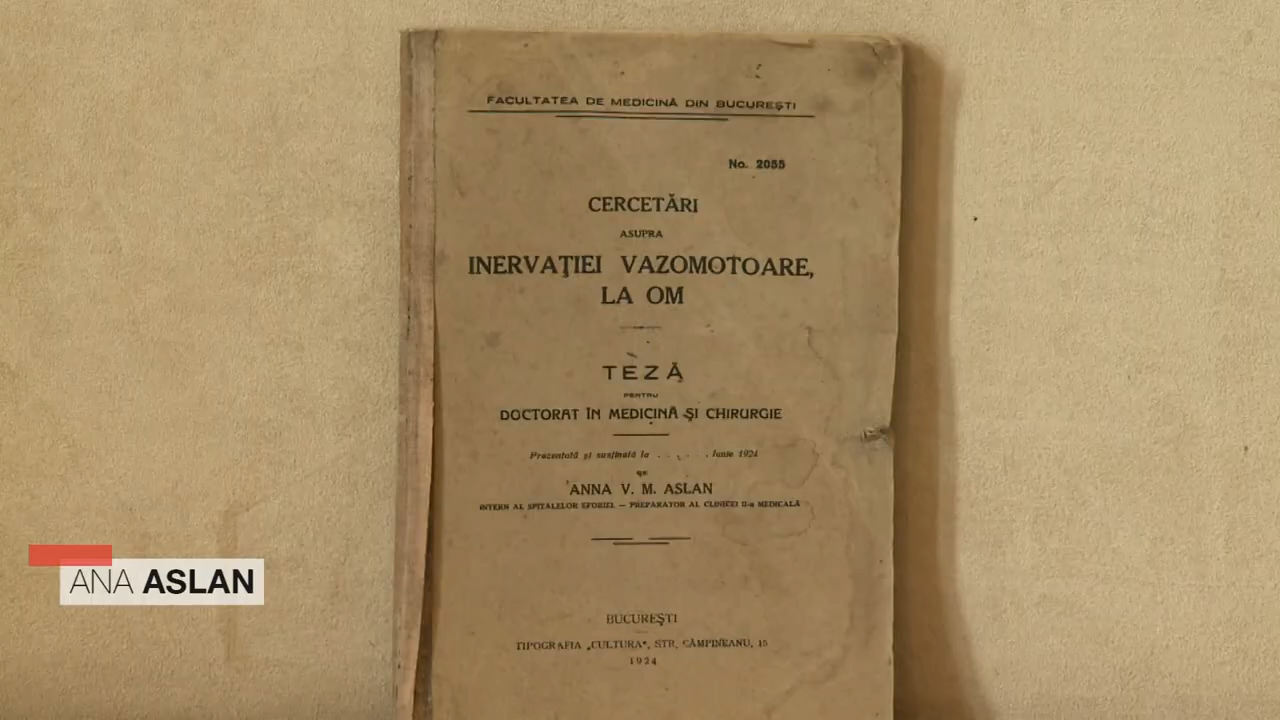 FACULTATEA DE MEDICINĂ DIN BUCUREŞTI
No. 2055
CERCETĂRI
ASUPRA
INERVAŢIEI VAZOMOTOARE,
LA OM
TEZĂ
PENTRU
DOCTORAT ÎN MEDICINĂ ŞI CHIRURGIE
Prezentată şi susţinută la . . . . . Iunie 1924
DE
ANNA V. M. ASLAN
INTERN AL SPITALELOR EFORIEI — PREPARATOR AL CLINICEI II-a MEDICALĂ
BUCUREŞTI
TIPOGRAFIA „CULTURA“, STR. CÂMPINEANU, 15
1924
ANA ASLAN